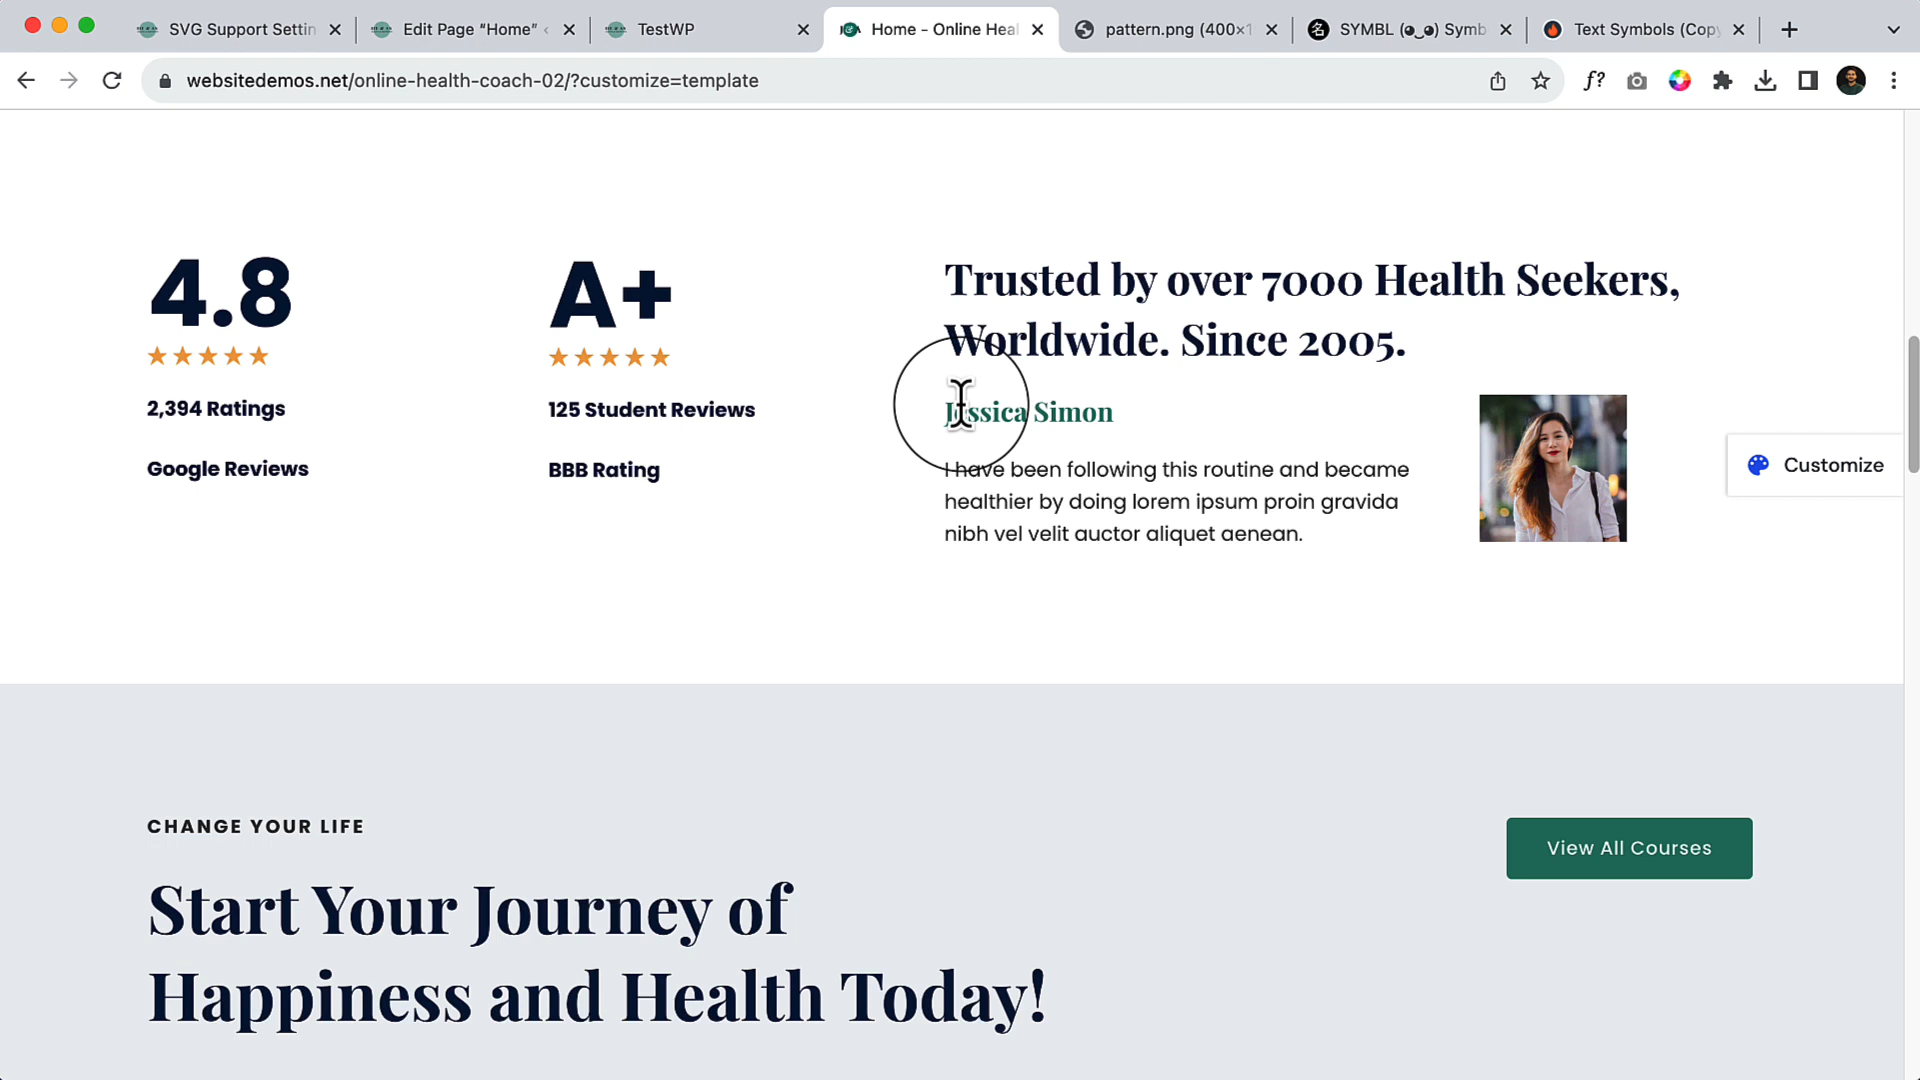 SVG Support Settin
Edit Page “Home” ‹
TestWP
Home - Online Heal
pattern.png (400×1
SYMBL (◕‿◕) Symb
Text Symbols (Copy
websitedemos.net/online-health-coach-02/?customize=template
f?
4.8
★★★★★
2,394 Ratings
Google Reviews
A+
★★★★★
125 Student Reviews
BBB Rating
Trusted by over 7000 Health Seekers,
Worldwide. Since 2005.
Jessica Simon
I have been following this routine and became
healthier by doing lorem ipsum proin gravida
nibh vel velit auctor aliquet aenean.
Customize
CHANGE YOUR LIFE
View All Courses
Start Your Journey of
Happiness and Health Today!